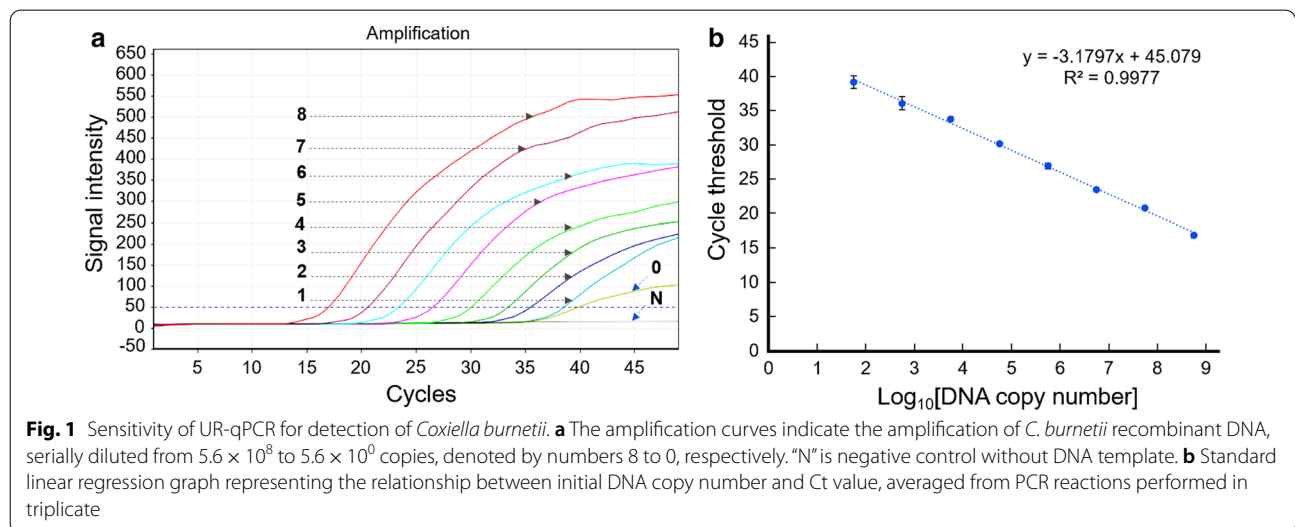 a
Amplification
Signal intensity
650
600
550
500
450
400
350
300
250
200
150
100
50
0
-50
8
7
6
5
4
3
2
1
0
N
5 10 15 20 25 30 35 40 45
Cycles
b
y = -3.1797x + 45.079
R² = 0.9977
Cycle threshold
45
40
35
30
25
20
15
10
5
0
0 1 2 3 4 5 6 7 8 9
Log₁₀[DNA copy number]
Fig. 1 Sensitivity of UR-qPCR for detection of Coxiella burnetii. a The amplification curves indicate the amplification of C. burnetii recombinant DNA,
serially diluted from 5.6 × 10⁸ to 5.6 × 10⁰ copies, denoted by numbers 8 to 0, respectively. “N” is negative control without DNA template. b Standard
linear regression graph representing the relationship between initial DNA copy number and Ct value, averaged from PCR reactions performed in
triplicate